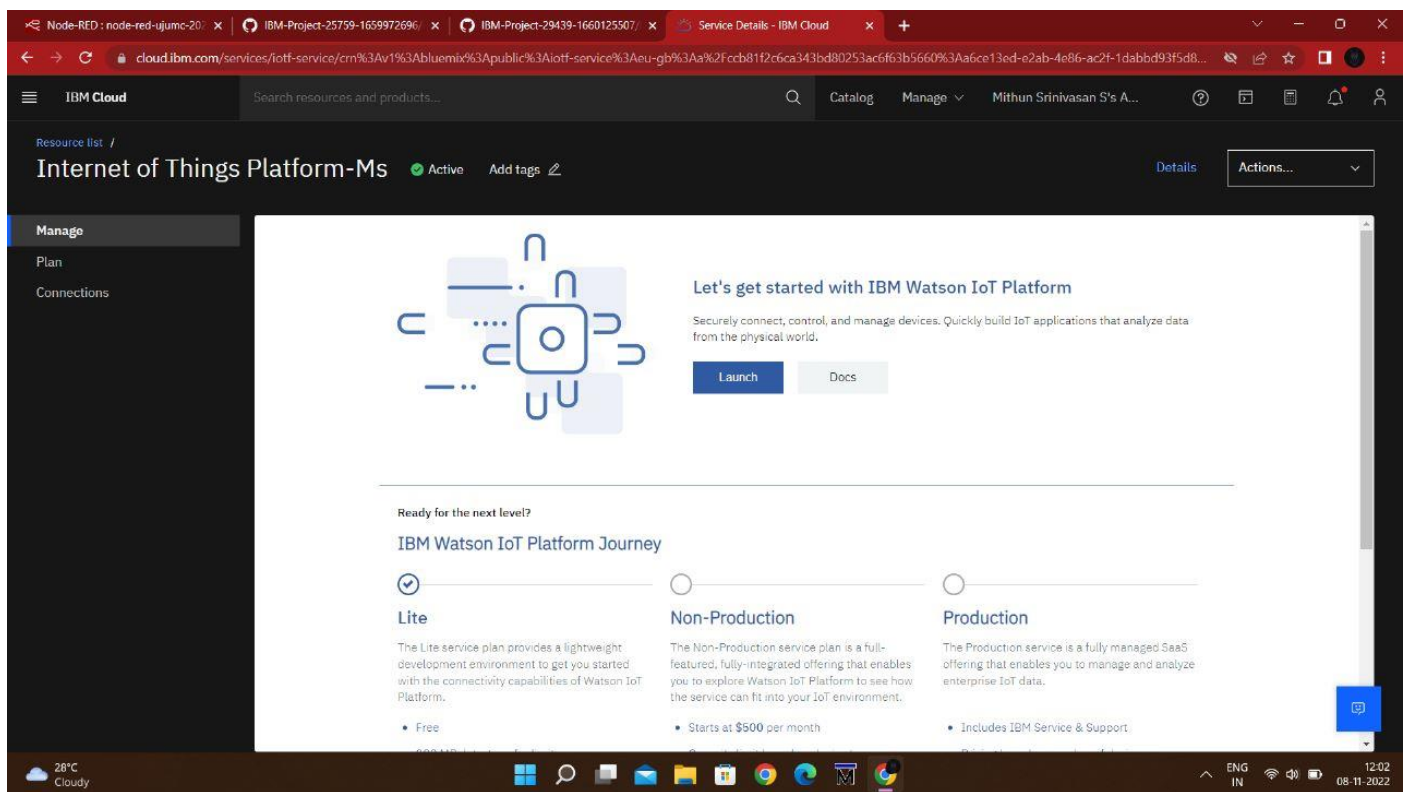 Node-RED : node-red-ujumc-202
IBM-Project-25759-1659972696/
IBM-Project-29439-1660125507/
Service Details - IBM Cloud
cloud.ibm.com/services/iotf-service/crn%3Av1%3Abluemix%3Apublic%3Aiotf-service%3Aeu-gb%3Aa%2Fccb81f2c6ca343bd80253ac6f63b5660%3Aa6ce13ed-e2ab-4e86-ac2f-1dabbd93f5d8...
IBM Cloud
Search resources and products...
Catalog
Manage
Mithun Srinivasan S's A...
Resource list /
Internet of Things Platform-Ms
Active
Add tags
Details
Actions...
Manage
Plan
Connections
Let's get started with IBM Watson IoT Platform
Securely connect, control, and manage devices. Quickly build IoT applications that analyze data
from the physical world.
Launch
Docs
Ready for the next level?
IBM Watson IoT Platform Journey
Lite
The Lite service plan provides a lightweight
development environment to get you started
with the connectivity capabilities of Watson IoT
Platform.
• Free
Non-Production
The Non-Production service plan is a full-
featured, fully-integrated offering that enables
you to explore Watson IoT Platform to see how
the service can fit into your IoT environment.
• Starts at $500 per month
Production
The Production service is a fully managed SaaS
offering that enables you to manage and analyze
enterprise IoT data.
• Includes IBM Service & Support
28°C
Cloudy
ENG
IN
12:02
08-11-2022